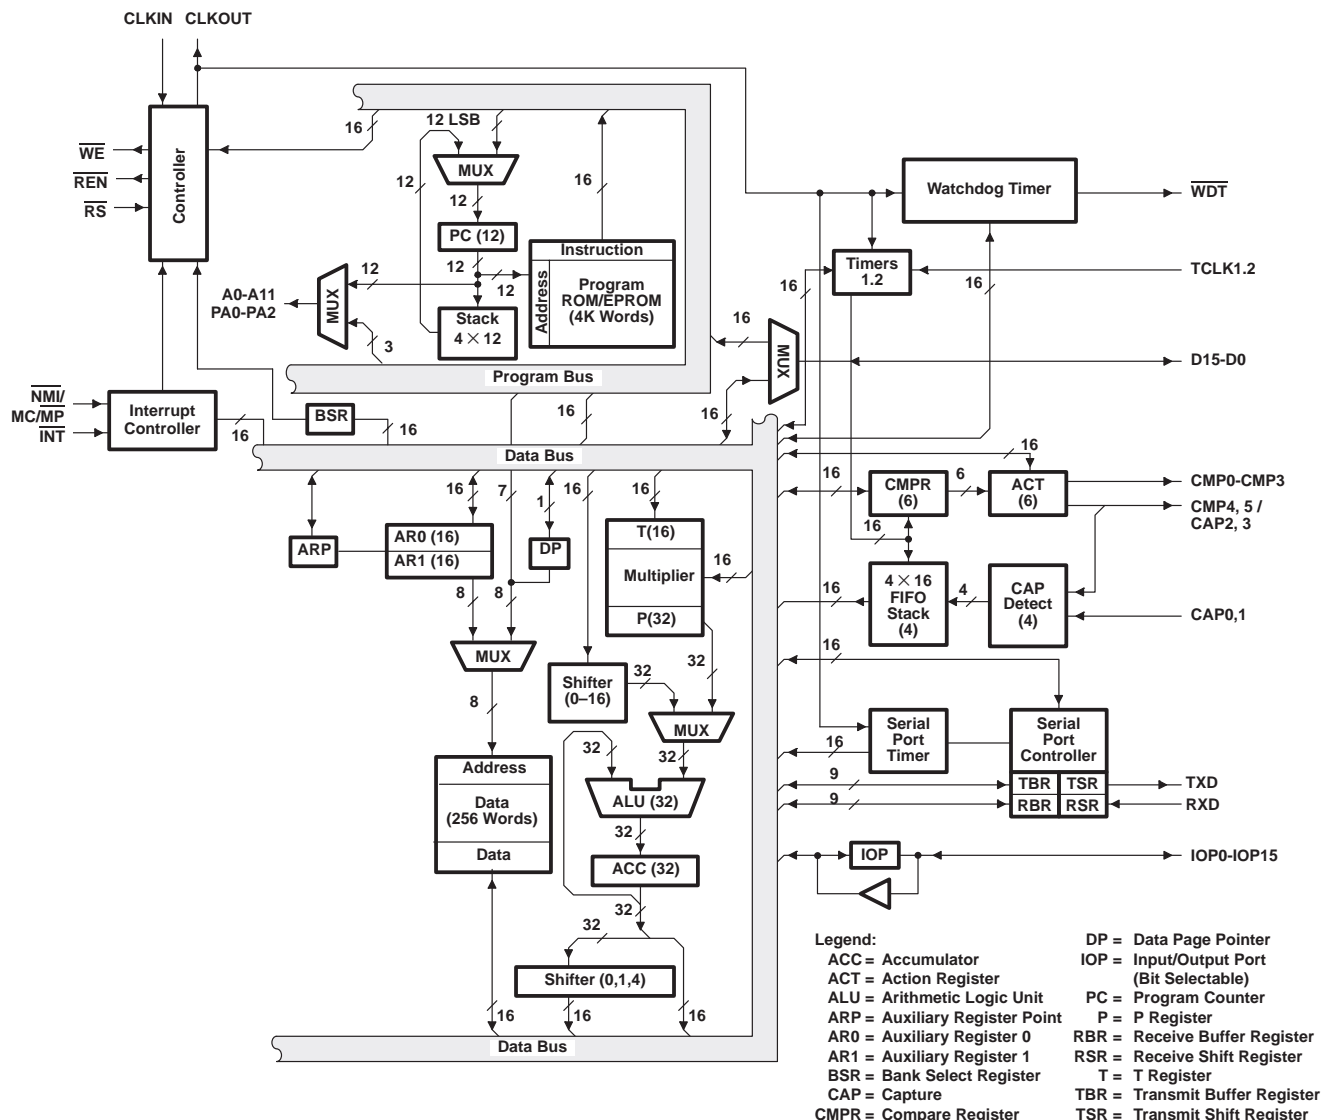 CLKIN CLKOUT
WE
REN
RS
Controller
16
12 LSB
MUX
12
12
PC (12)
12
12
12
16
Instruction
Address
Program
ROM/EPROM
(4K Words)
Stack
4 × 12
A0-A11
PA0-PA2
MUX
3
Program Bus
Watchdog Timer
WDT
Timers
1.2
TCLK1.2
16
16
16
MUX
D15-D0
16
NMI/
MC/MP
INT
Interrupt
Controller
16
BSR
16
16
Data Bus
16
7
1
16
16
ARP
AR0 (16)
AR1 (16)
DP
8
8
MUX
8
T(16)
Multiplier
P(32)
16
Shifter
(0–16)
32
32
MUX
32
32
ALU (32)
32
ACC (32)
32
32
Address
Data
(256 Words)
Data
Shifter (0,1,4)
16
16
16
Data Bus
16
CMPR
(6)
6
16
ACT
(6)
CMP0-CMP3
CMP4, 5 /
CAP2, 3
16
16
4 × 16
FIFO
Stack
(4)
4
CAP
Detect
(4)
CAP0,1
16
16
Serial
Port
Timer
Serial
Port
Controller
9
TBR TSR
TXD
9
RBR RSR
RXD
IOP
IOP0-IOP15
Legend:
ACC = Accumulator
ACT = Action Register
ALU = Arithmetic Logic Unit
ARP = Auxiliary Register Point
AR0 = Auxiliary Register 0
AR1 = Auxiliary Register 1
BSR = Bank Select Register
CAP = Capture
CMPR = Compare Register
DP = Data Page Pointer
IOP = Input/Output Port
(Bit Selectable)
PC = Program Counter
P = P Register
RBR = Receive Buffer Register
RSR = Receive Shift Register
T = T Register
TBR = Transmit Buffer Register
TSR = Transmit Shift Register